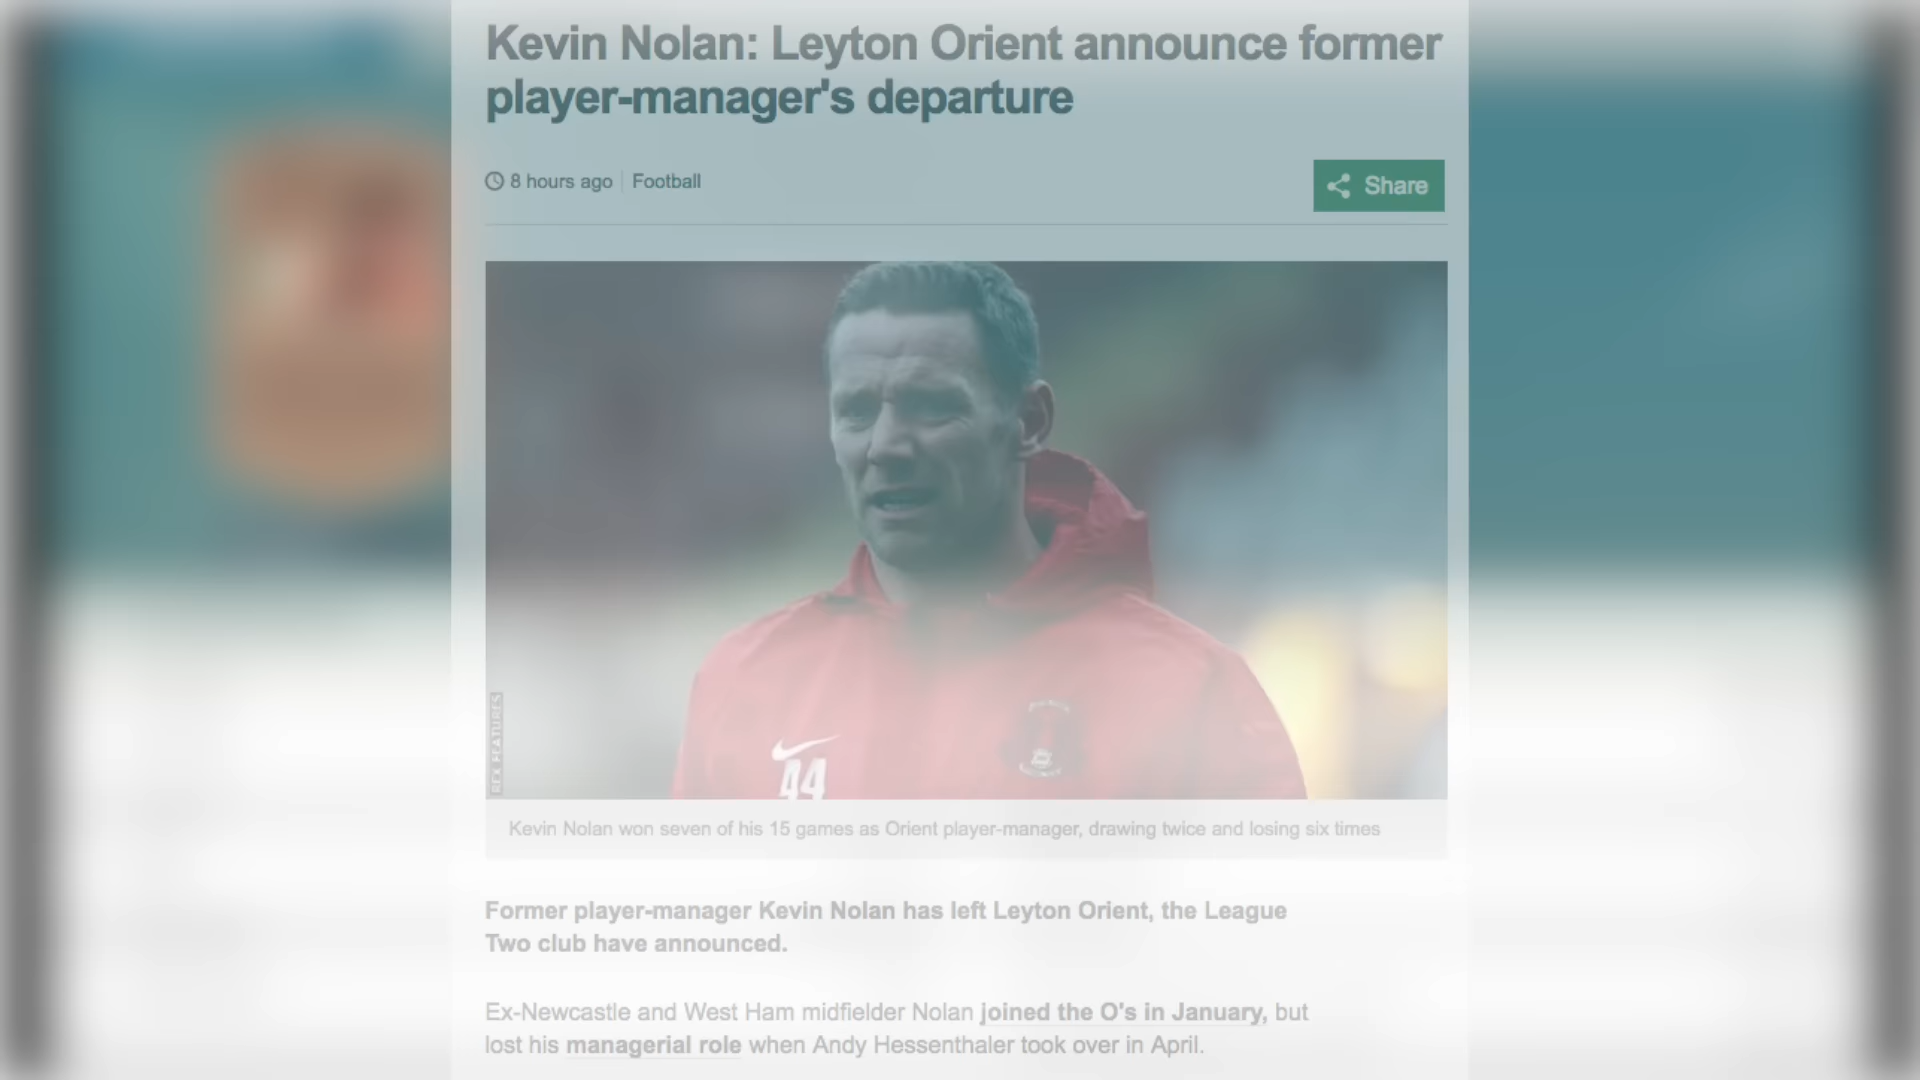 Kevin Nolan: Leyton Orient announce former
player-manager's departure
8 hours ago Football
Share
REX FEATURES
44
Kevin Nolan won seven of his 15 games as Orient player-manager, drawing twice and losing six times
Former player-manager Kevin Nolan has left Leyton Orient, the League
Two club have announced.
Ex-Newcastle and West Ham midfielder Nolan joined the O's in January, but
lost his managerial role when Andy Hessenthaler took over in April.